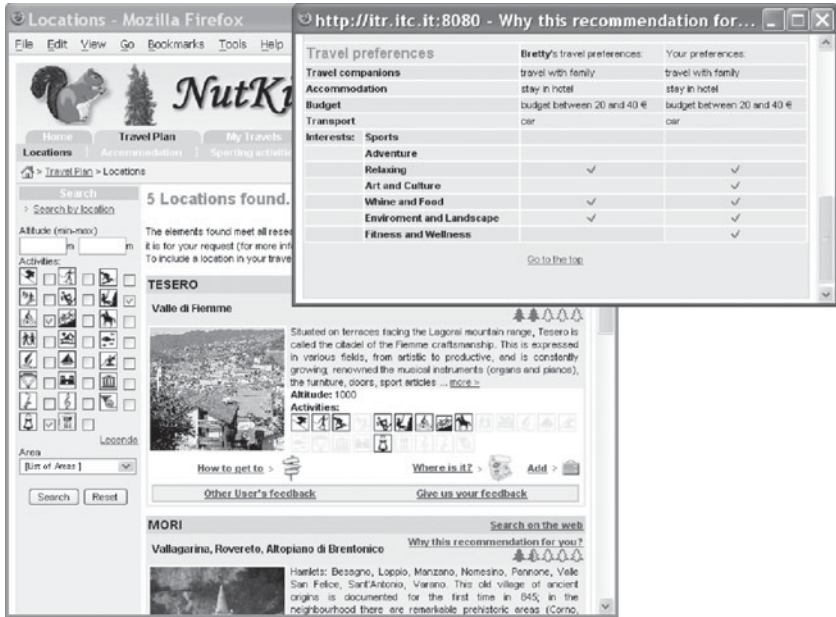 Locations - Mozilla Firefox
File Edit View Go Bookmarks Tools Help
NutKi
Home Travel Plan My Travels
Locations Accommodation Sporting activiti
> Travel Plan > Locations
Search
> Search by location
Altitude (min-max)
m m
Activities:
Legenda
Area
[List of Areas ]
Search Reset
5 Locations found.
The elements found meet all rese
it is for your request (for more inf
To include a location in your trave
TESERO
Valle di Fiemme
Situated on terraces facing the Lagorai mountain range, Tesero is
called the citadel of the Fiemme craftsmanship. This is expressed
in various fields, from artistic to productive, and is constantly
growing, renowned the musical instruments (organs and pianos),
the furniture, doors, sport articles ... more >
Altitude: 1000
Activities:
How to get to > Where is it? > Add >
Other User's feedback Give us your feedback
MORI Search on the web
Vallagarina, Rovereto, Altopiano di Brentonico Why this recommendation for you?
Hamlets: Besagno, Loppio, Manzano, Nomesino, Pannone, Valle
San Felice, Sant'Antonio, Varano. This old village of ancient
origins is documented for the first time in 845; in the
neighbourhood there are remarkable prehistoric areas (Corno,
http://itr.itc.it:8080 - Why this recommendation for...
Travel preferences Bretty's travel preferences: Your preferences:
Travel companions travel with family travel with family
Accommodation stay in hotel stay in hotel
Budget budget between 20 and 40 € budget between 20 and 40 €
Transport car car
Interests: Sports
Adventure
Relaxing ✓ ✓
Art and Culture ✓
Whine and Food ✓ ✓
Enviroment and Landscape ✓ ✓
Fitness and Wellness ✓
Go to the top